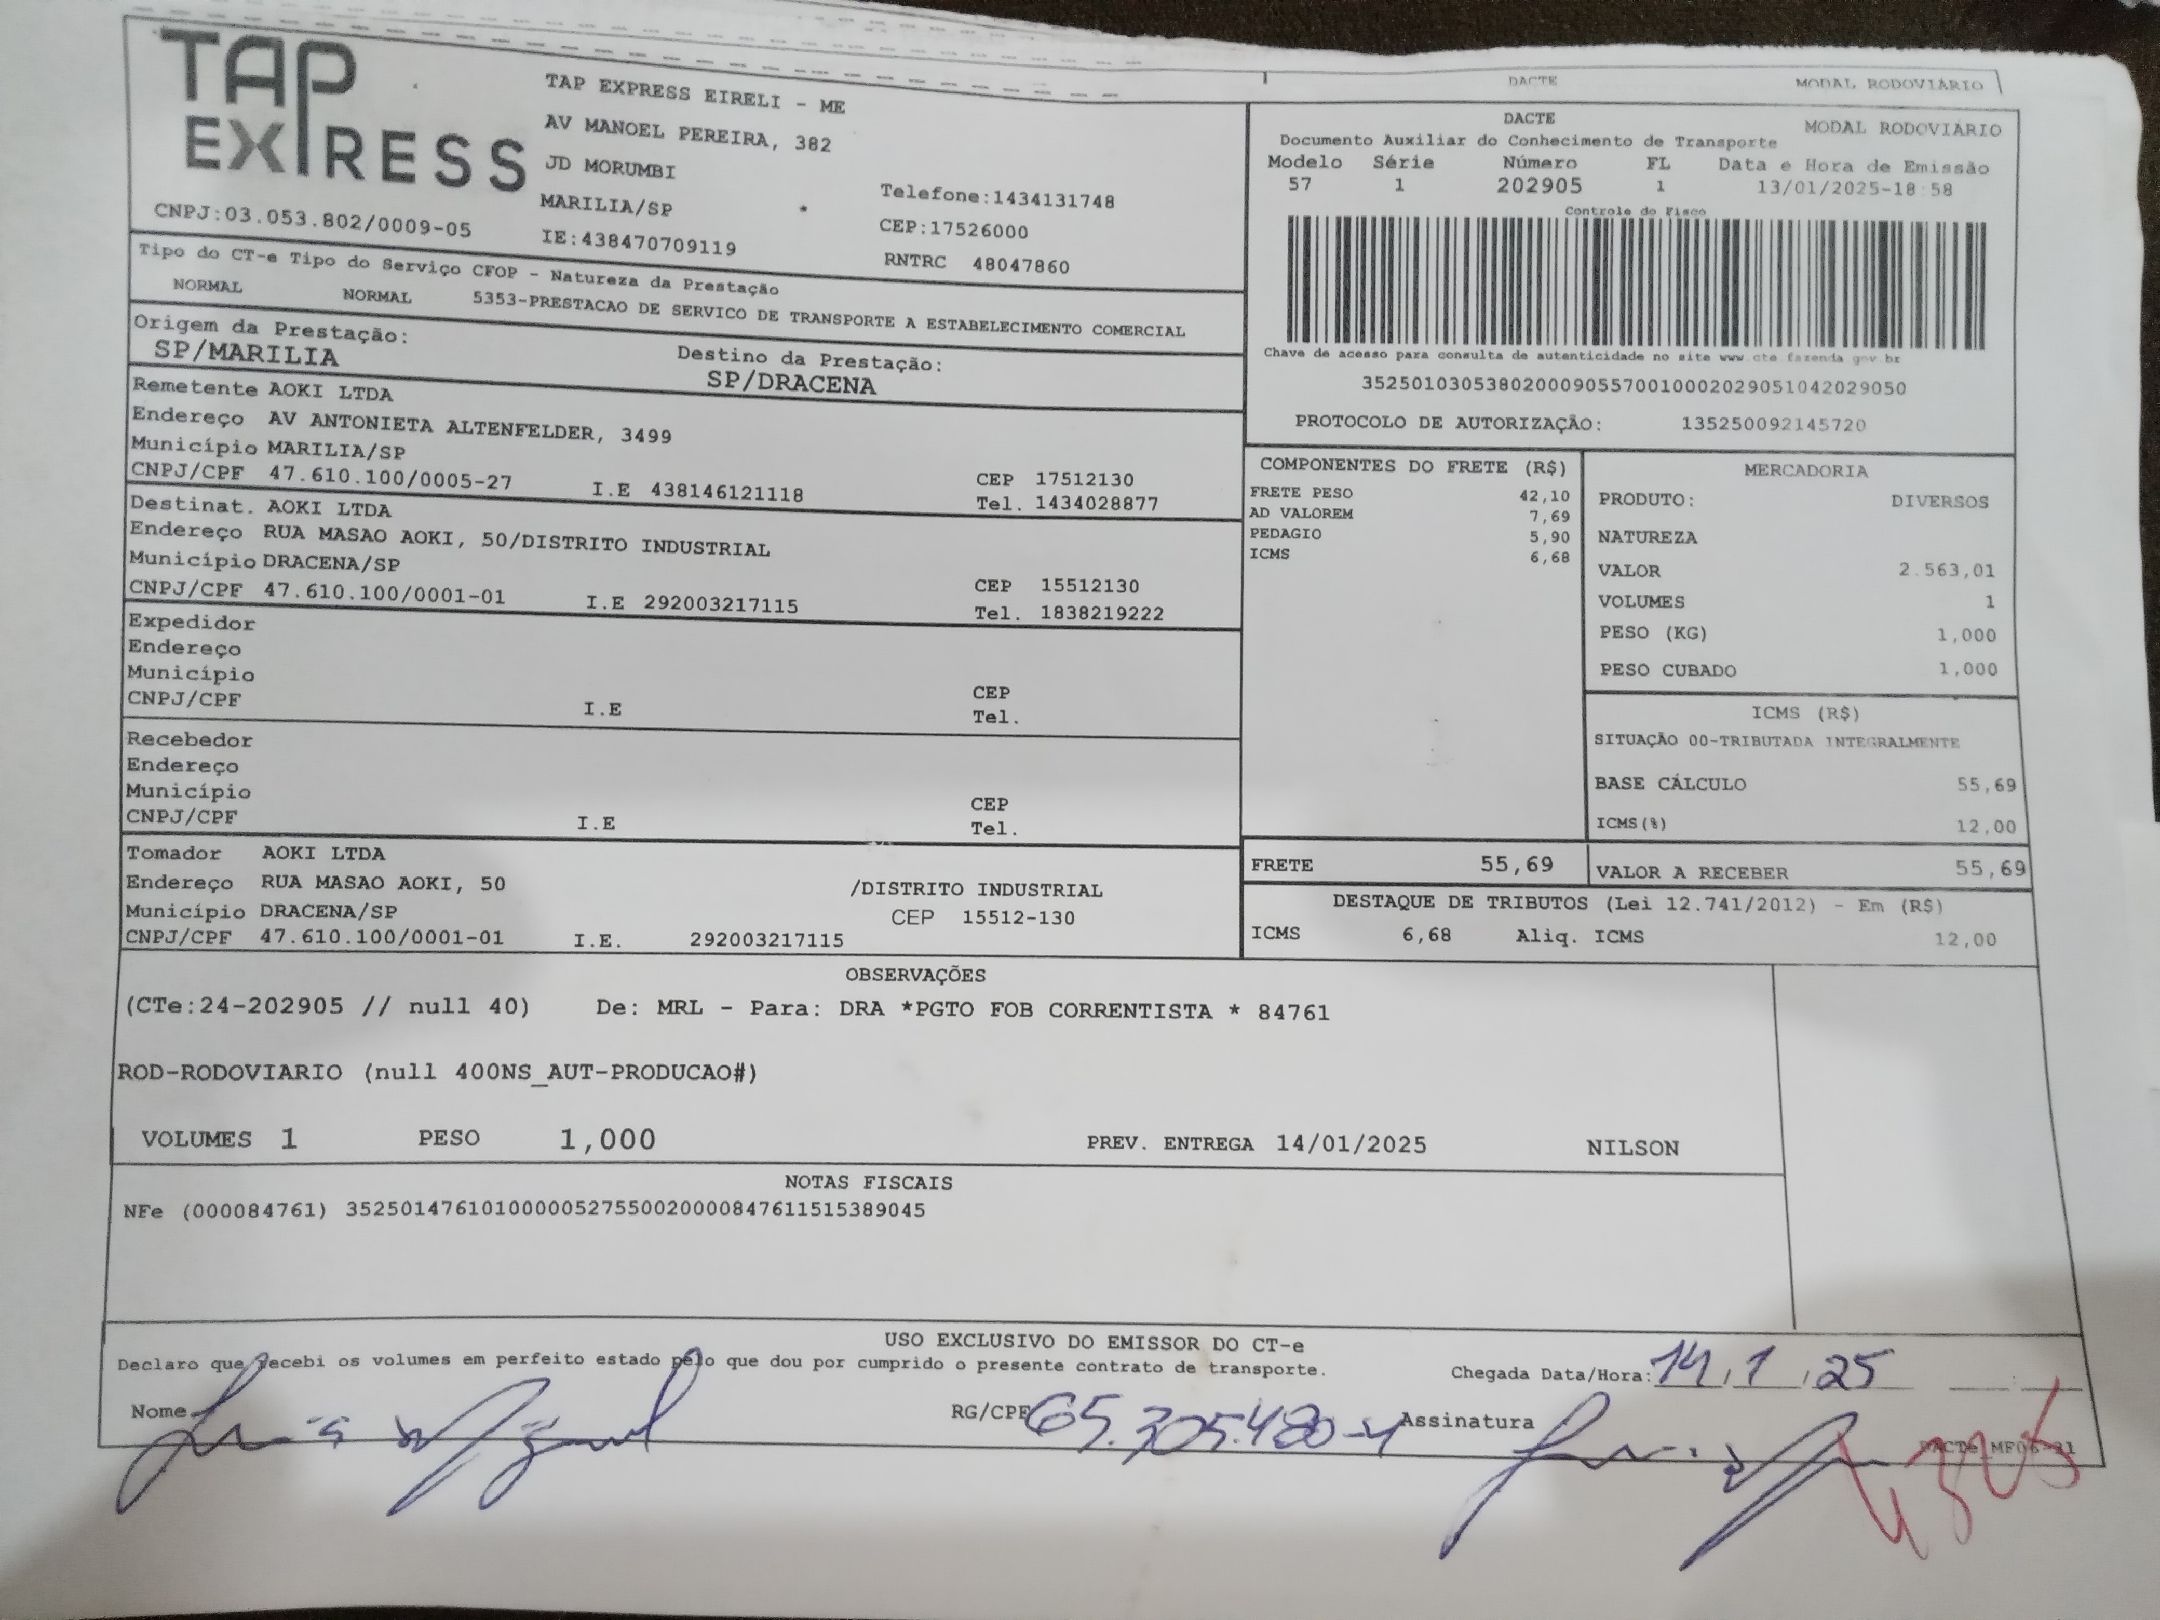 DACTE MODAL RODOVIÁRIO
TAP
EXPRESS
TAP EXPRESS EIRELI - ME
AV MANOEL PEREIRA, 382
JD MORUMBI
MARILIA/SP *
Telefone:1434131748
CEP:17526000
CNPJ:03.053.802/0009-05 IE:438470709119 RNTRC 48047860
DACTE MODAL RODOVIÁRIO
Documento Auxiliar do Conhecimento de Transporte
Modelo Série Número FL Data e Hora de Emissão
57 1 202905 1 13/01/2025-18:58
Controle do Fisco
Chave de acesso para consulta de autenticidade no site www.cte.fazenda.gov.br
35250103053802000905570010002029051042029050
PROTOCOLO DE AUTORIZAÇÃO: 135250092145720
Tipo do CT-e Tipo do Serviço CFOP - Natureza da Prestação
NORMAL NORMAL 5353-PRESTACAO DE SERVICO DE TRANSPORTE A ESTABELECIMENTO COMERCIAL
Origem da Prestação: Destino da Prestação:
SP/MARILIA SP/DRACENA
Remetente AOKI LTDA
Endereço AV ANTONIETA ALTENFELDER, 3499
Município MARILIA/SP CEP 17512130
CNPJ/CPF 47.610.100/0005-27 I.E 438146121118 Tel. 1434028877
Destinat. AOKI LTDA
Endereço RUA MASAO AOKI, 50/DISTRITO INDUSTRIAL
Município DRACENA/SP CEP 15512130
CNPJ/CPF 47.610.100/0001-01 I.E 292003217115 Tel. 1838219222
Expedidor
Endereço
Município CEP
CNPJ/CPF I.E Tel.
Recebedor
Endereço
Município CEP
CNPJ/CPF I.E Tel.
Tomador AOKI LTDA
Endereço RUA MASAO AOKI, 50 /DISTRITO INDUSTRIAL
Município DRACENA/SP CEP 15512-130
CNPJ/CPF 47.610.100/0001-01 I.E. 292003217115
COMPONENTES DO FRETE (R$)
FRETE PESO 42,10
AD VALOREM 7,69
PEDAGIO 5,90
ICMS 6,68
MERCADORIA
PRODUTO: DIVERSOS
NATUREZA
VALOR 2.563,01
VOLUMES 1
PESO (KG) 1,000
PESO CUBADO 1,000
ICMS (R$)
SITUAÇÃO 00-TRIBUTADA INTEGRALMENTE
BASE CÁLCULO 55,69
ICMS(%) 12,00
FRETE 55,69 VALOR A RECEBER 55,69
DESTAQUE DE TRIBUTOS (Lei 12.741/2012) - Em (R$)
ICMS 6,68 Aliq. ICMS 12,00
OBSERVAÇÕES
(CTe:24-202905 // null 40) De: MRL - Para: DRA *PGTO FOB CORRENTISTA * 84761
ROD-RODOVIARIO (null 400NS_AUT-PRODUCAO#)
VOLUMES 1 PESO 1,000 PREV. ENTREGA 14/01/2025 NILSON
NOTAS FISCAIS
NFe (000084761) 35250147610100000527550020000847611515389045
USO EXCLUSIVO DO EMISSOR DO CT-e
Declaro que recebi os volumes em perfeito estado pelo que dou por cumprido o presente contrato de transporte. Chegada Data/Hora: 14/1/25
Nome RG/CPF 65.305.480-4 Assinatura